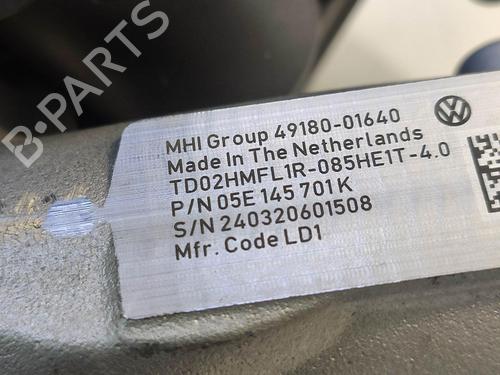 MHI Group 49180-01640
Made In The Netherlands
TD02HMFL1R-085HE1T-4.0
P/N 05E 145 701 K
S/N 240320601508
Mfr. Code LD1
B-PARTS